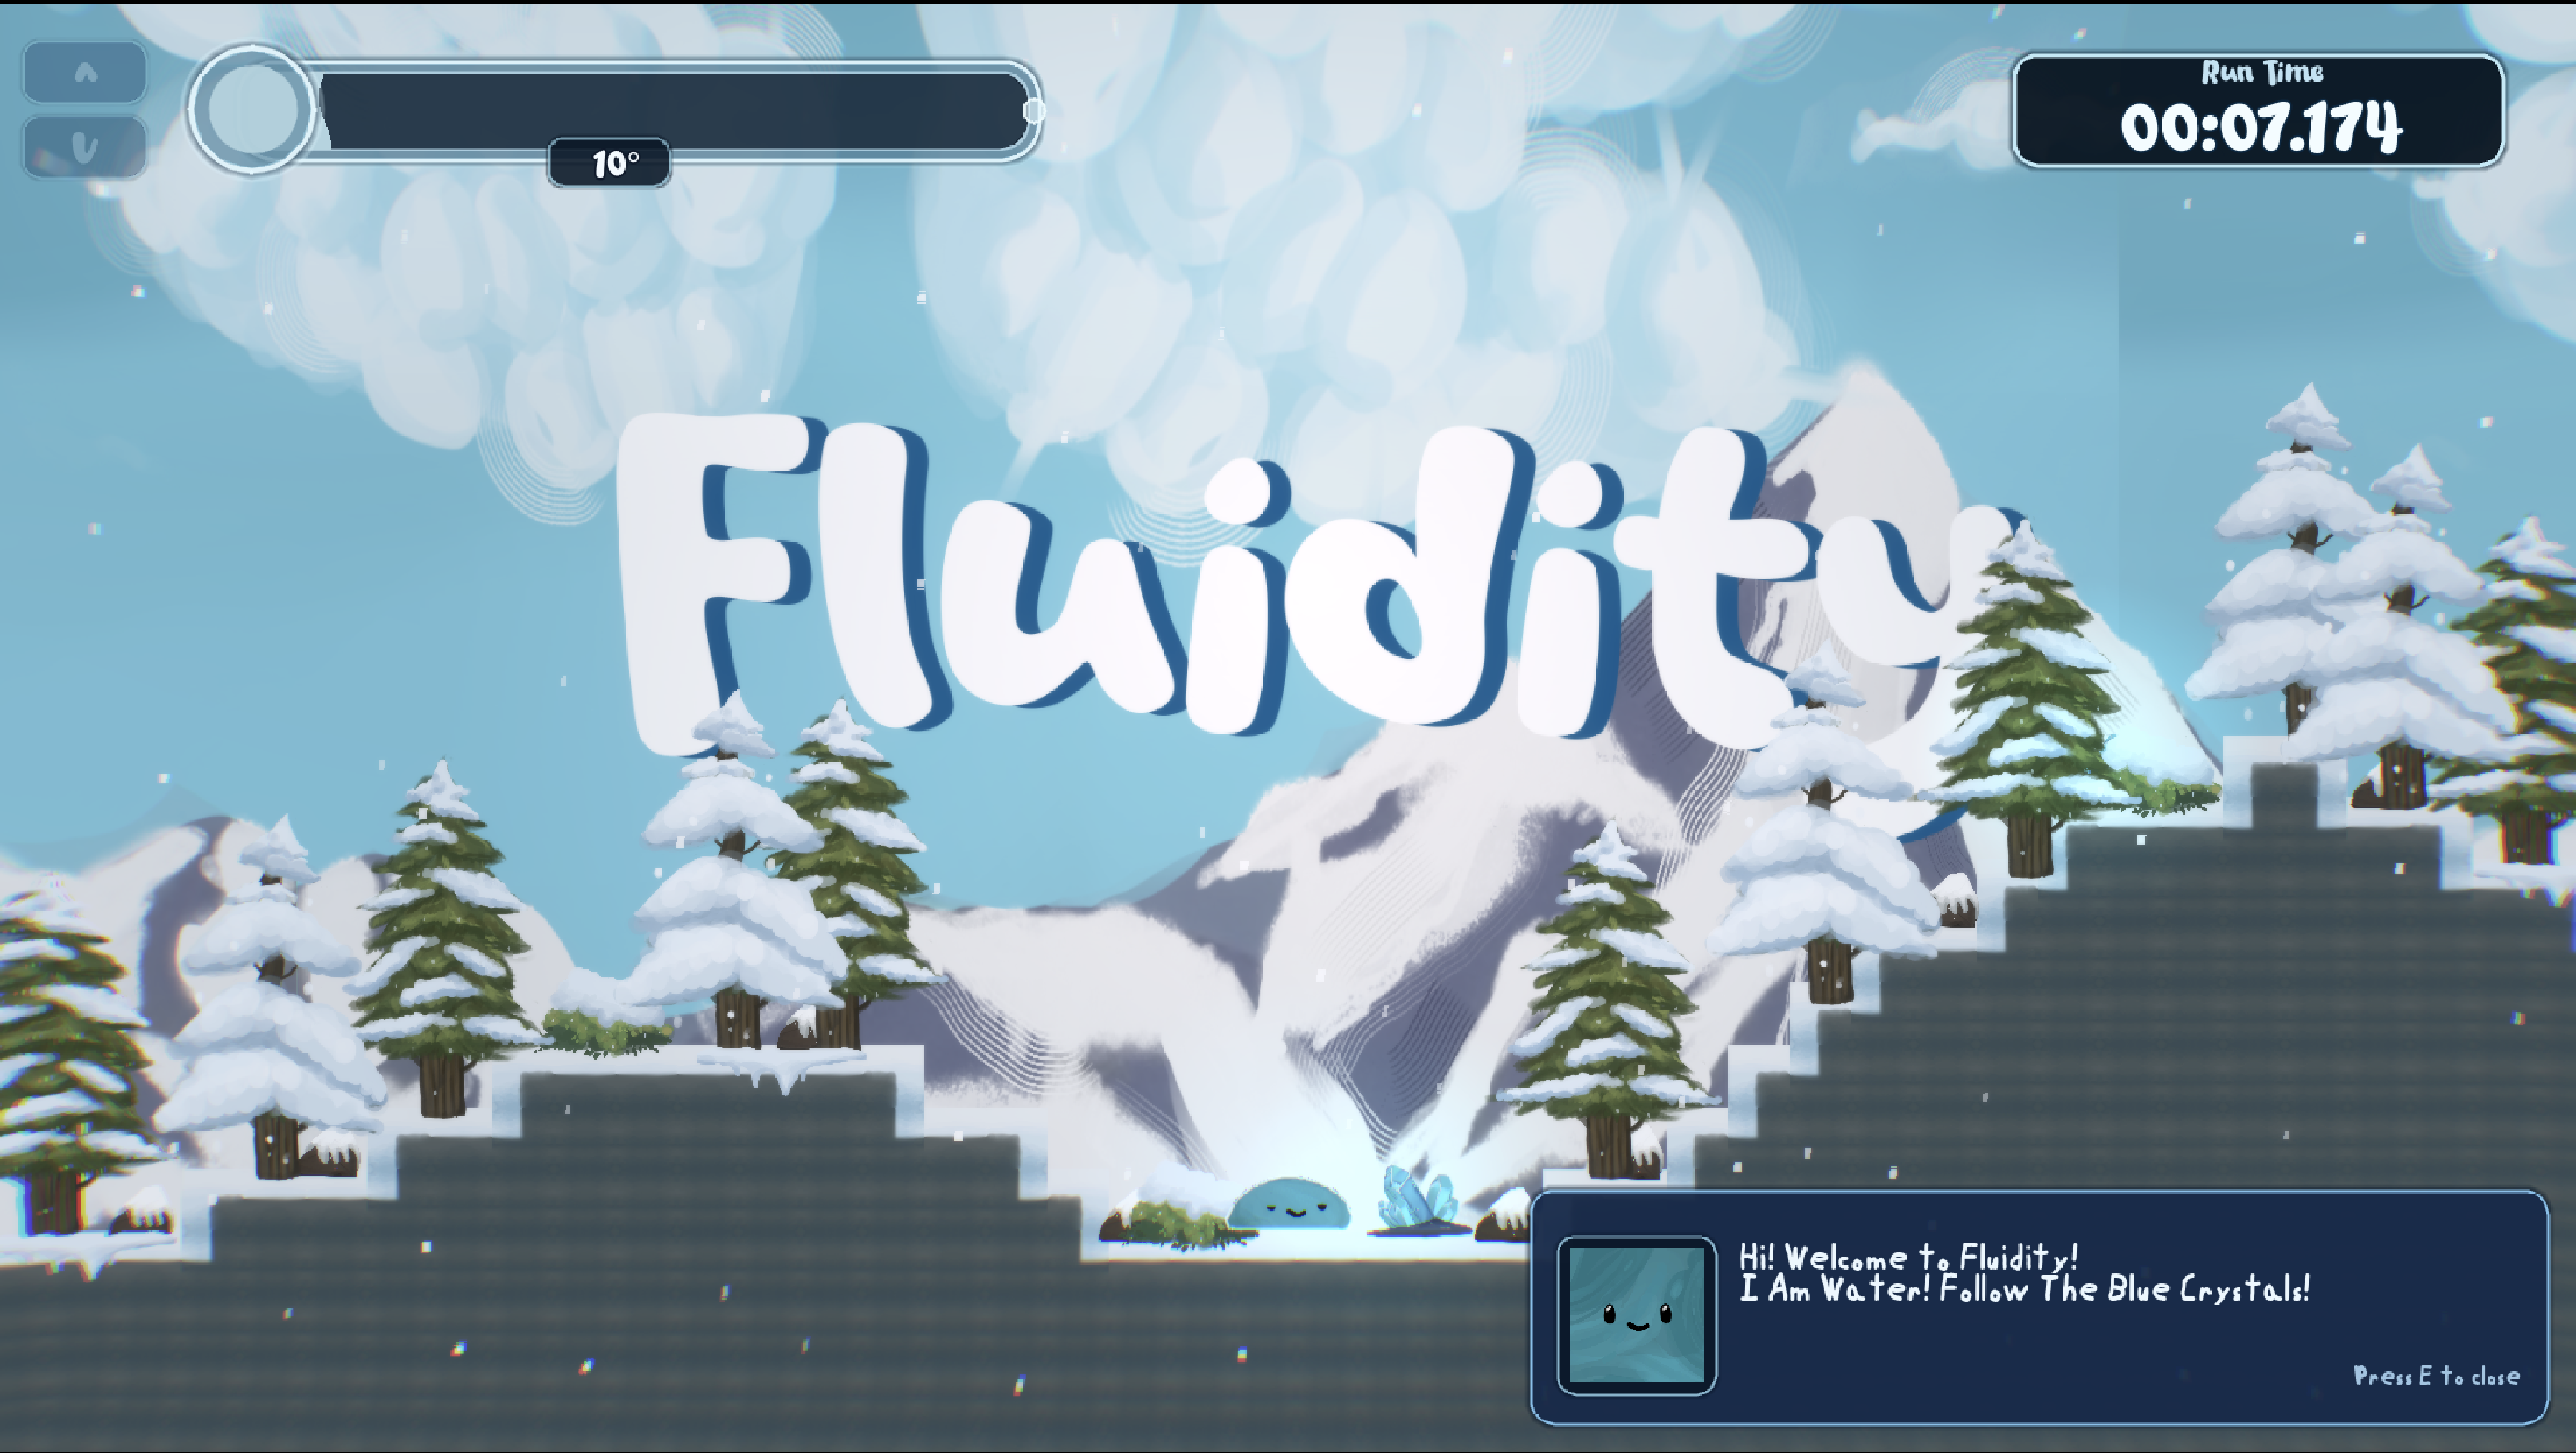 Run Time
00:07.174
10°
Fluidity
Hi! Welcome to Fluidity!
I Am Water! Follow The Blue Crystals!
Press E to close